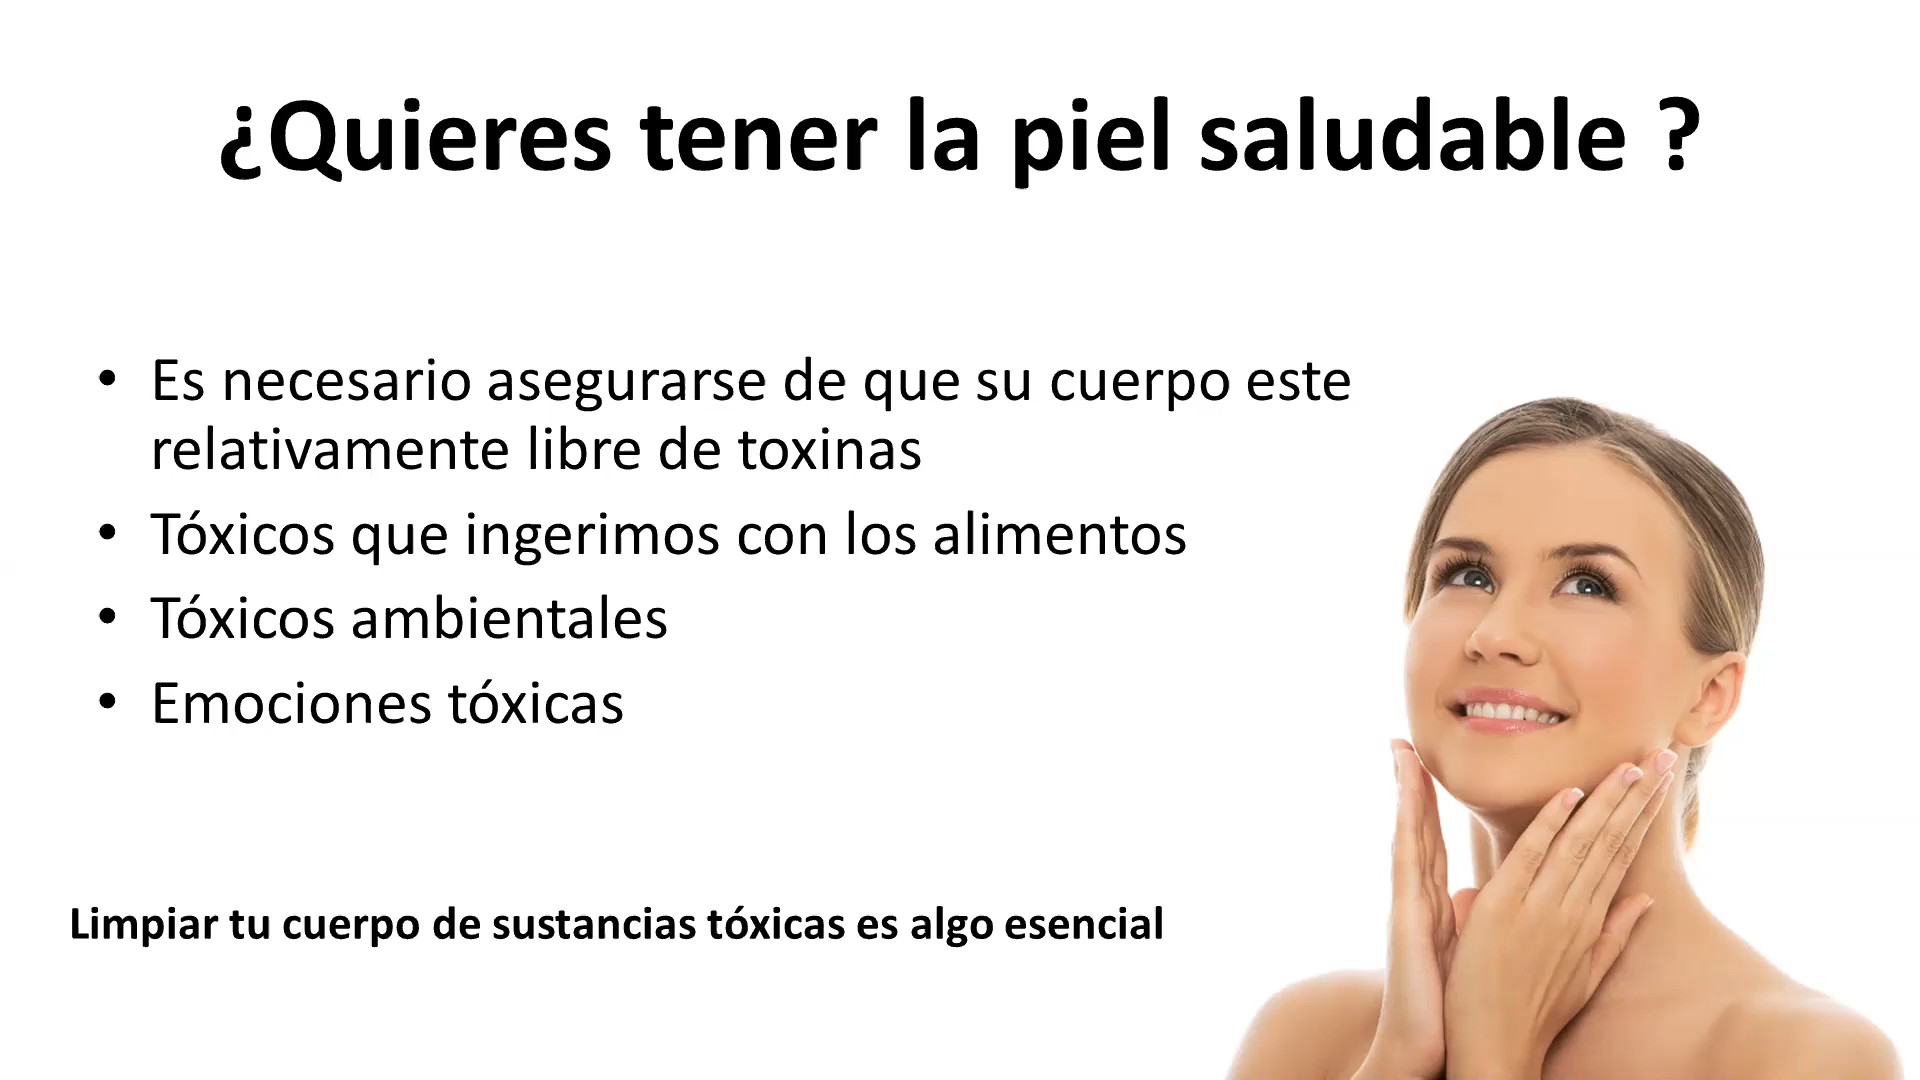 ¿Quieres tener la piel saludable ?
• Es necesario asegurarse de que su cuerpo este
relativamente libre de toxinas
• Tóxicos que ingerimos con los alimentos
• Tóxicos ambientales
• Emociones tóxicas
Limpiar tu cuerpo de sustancias tóxicas es algo esencial